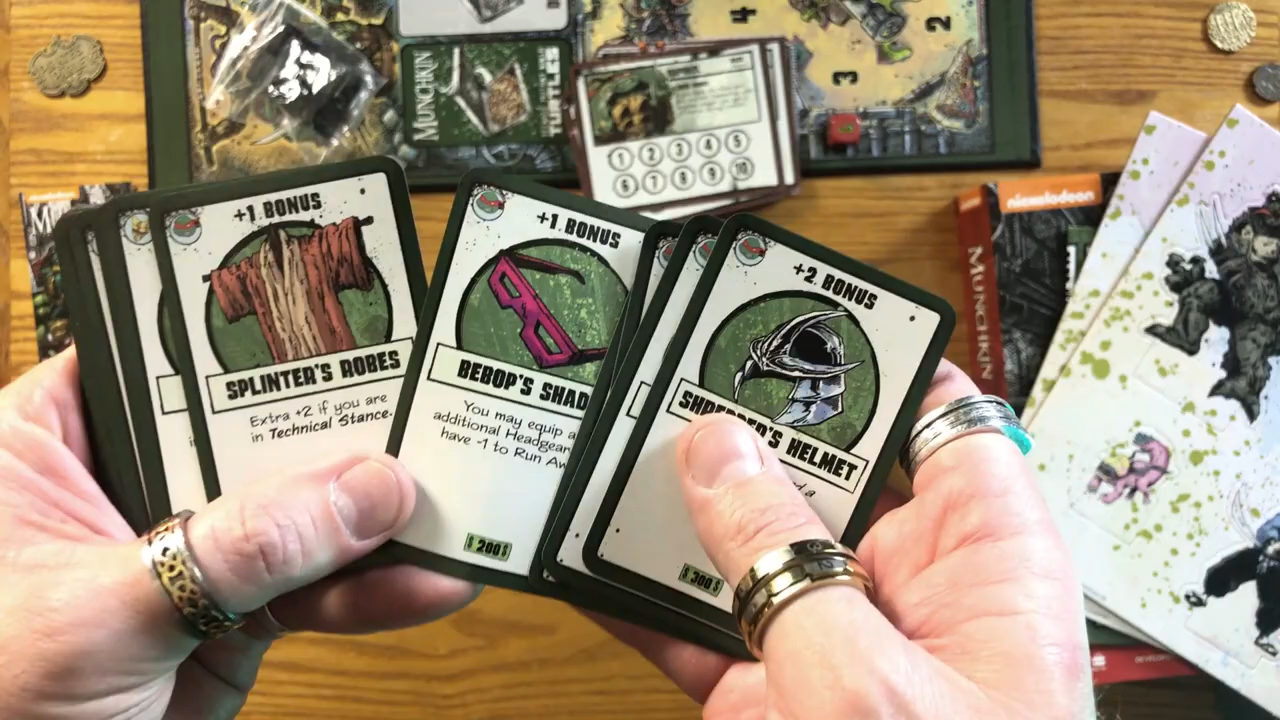 4
2
3
MUNCHKIN
TURTLES
1 2 3 4 5
6 7 8 9 10
nickelodeon
MUNCHKIN
+1 BONUS
SPLINTER'S ROBES
Extra +2 if you are
in Technical Stance.
+1 BONUS
BEBOP'S SHAD
You may equip a
additional Headgear
have -1 to Run Aw
$ 200 $
+2 BONUS
SHREDDER'S HELMET
$ 300 $